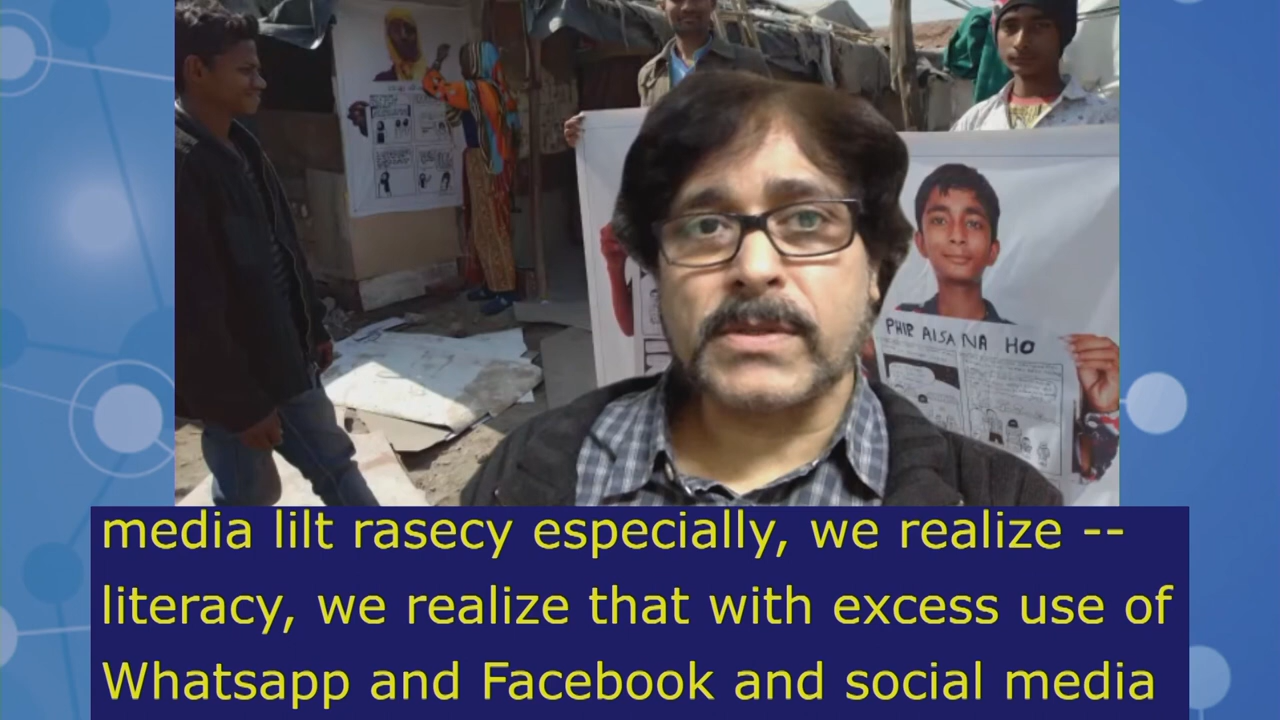 PHIR AISA NA HO
media lilt rasecy especially, we realize --
literacy, we realize that with excess use of
Whatsapp and Facebook and social media